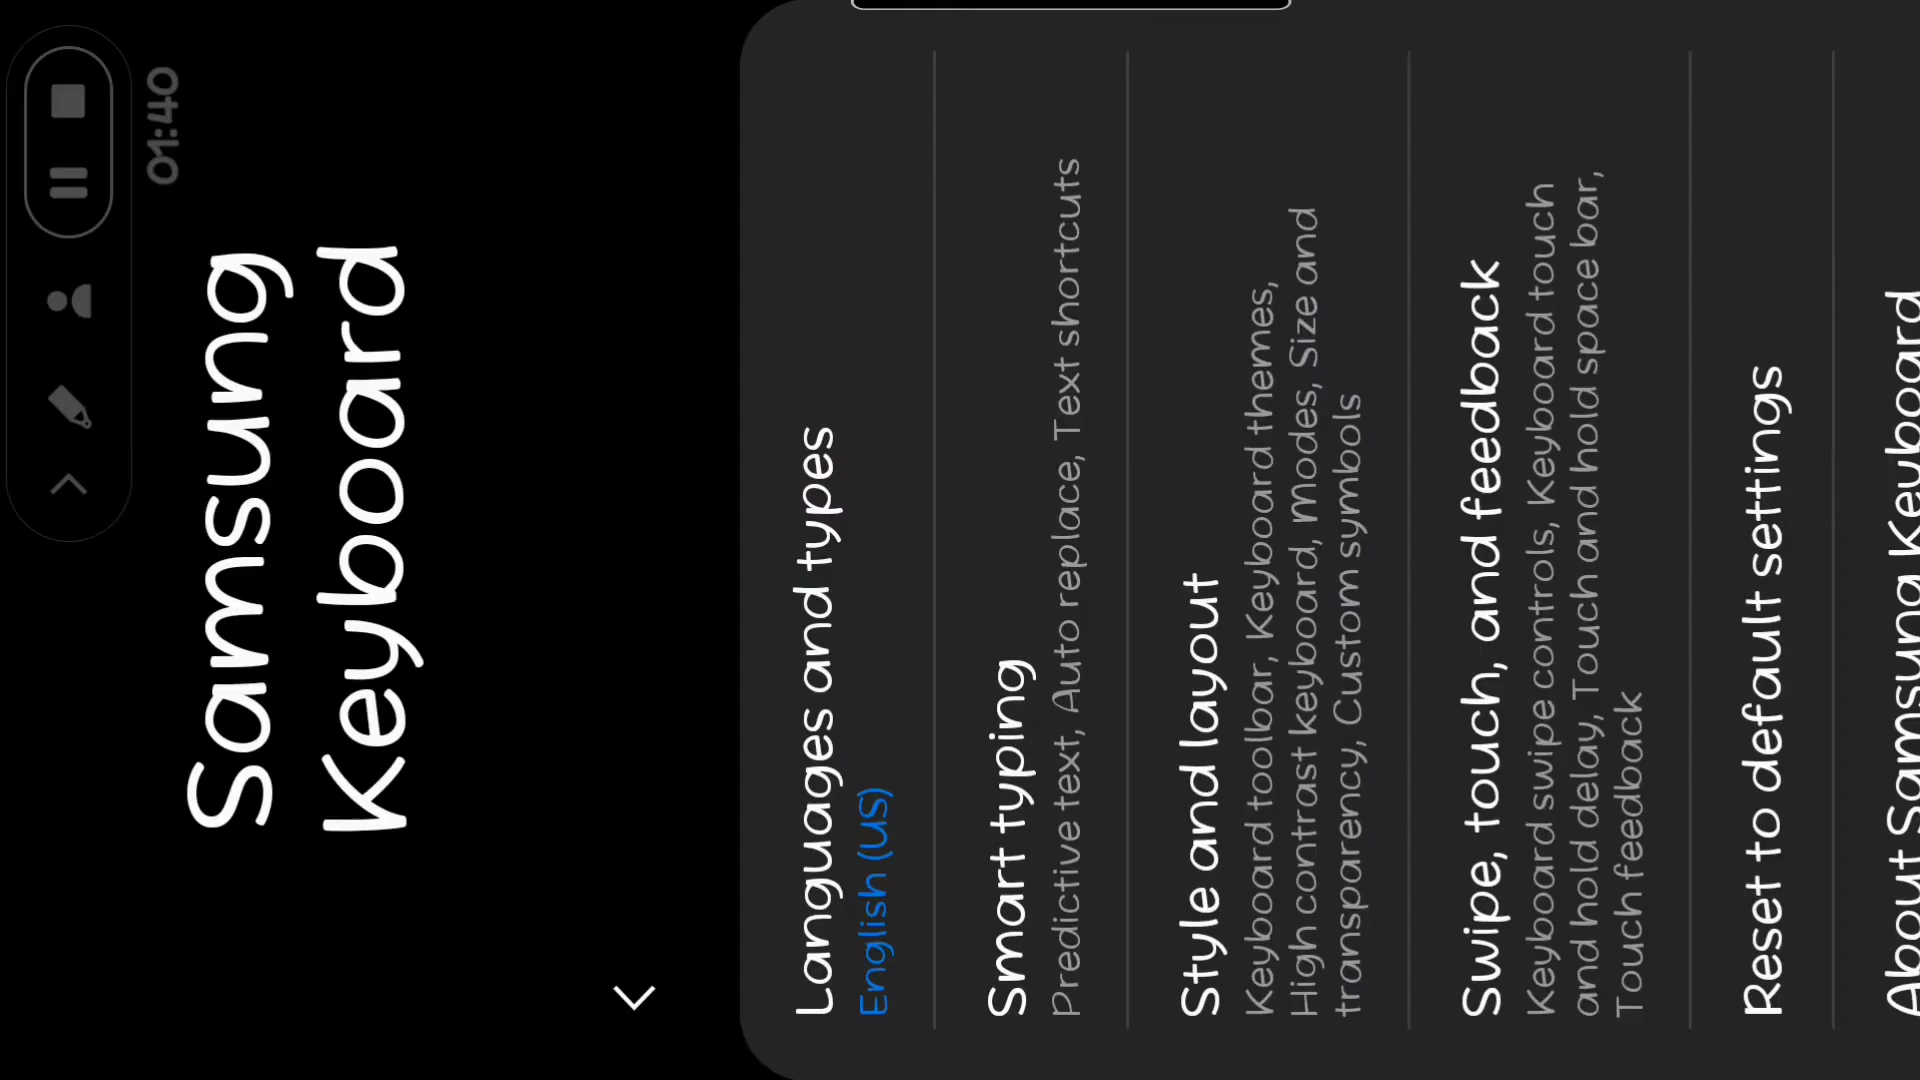 01:40
Samsung
Keyboard
Languages and types
English (US)
Smart typing
Predictive text, Auto replace, Text shortcuts
Style and layout
Keyboard toolbar, Keyboard themes,
High contrast keyboard, Modes, Size and
transparency, Custom symbols
Swipe, touch, and feedback
Keyboard swipe controls, Keyboard touch
and hold delay, Touch and hold space bar,
Touch feedback
Reset to default settings
About Samsung Keyboard